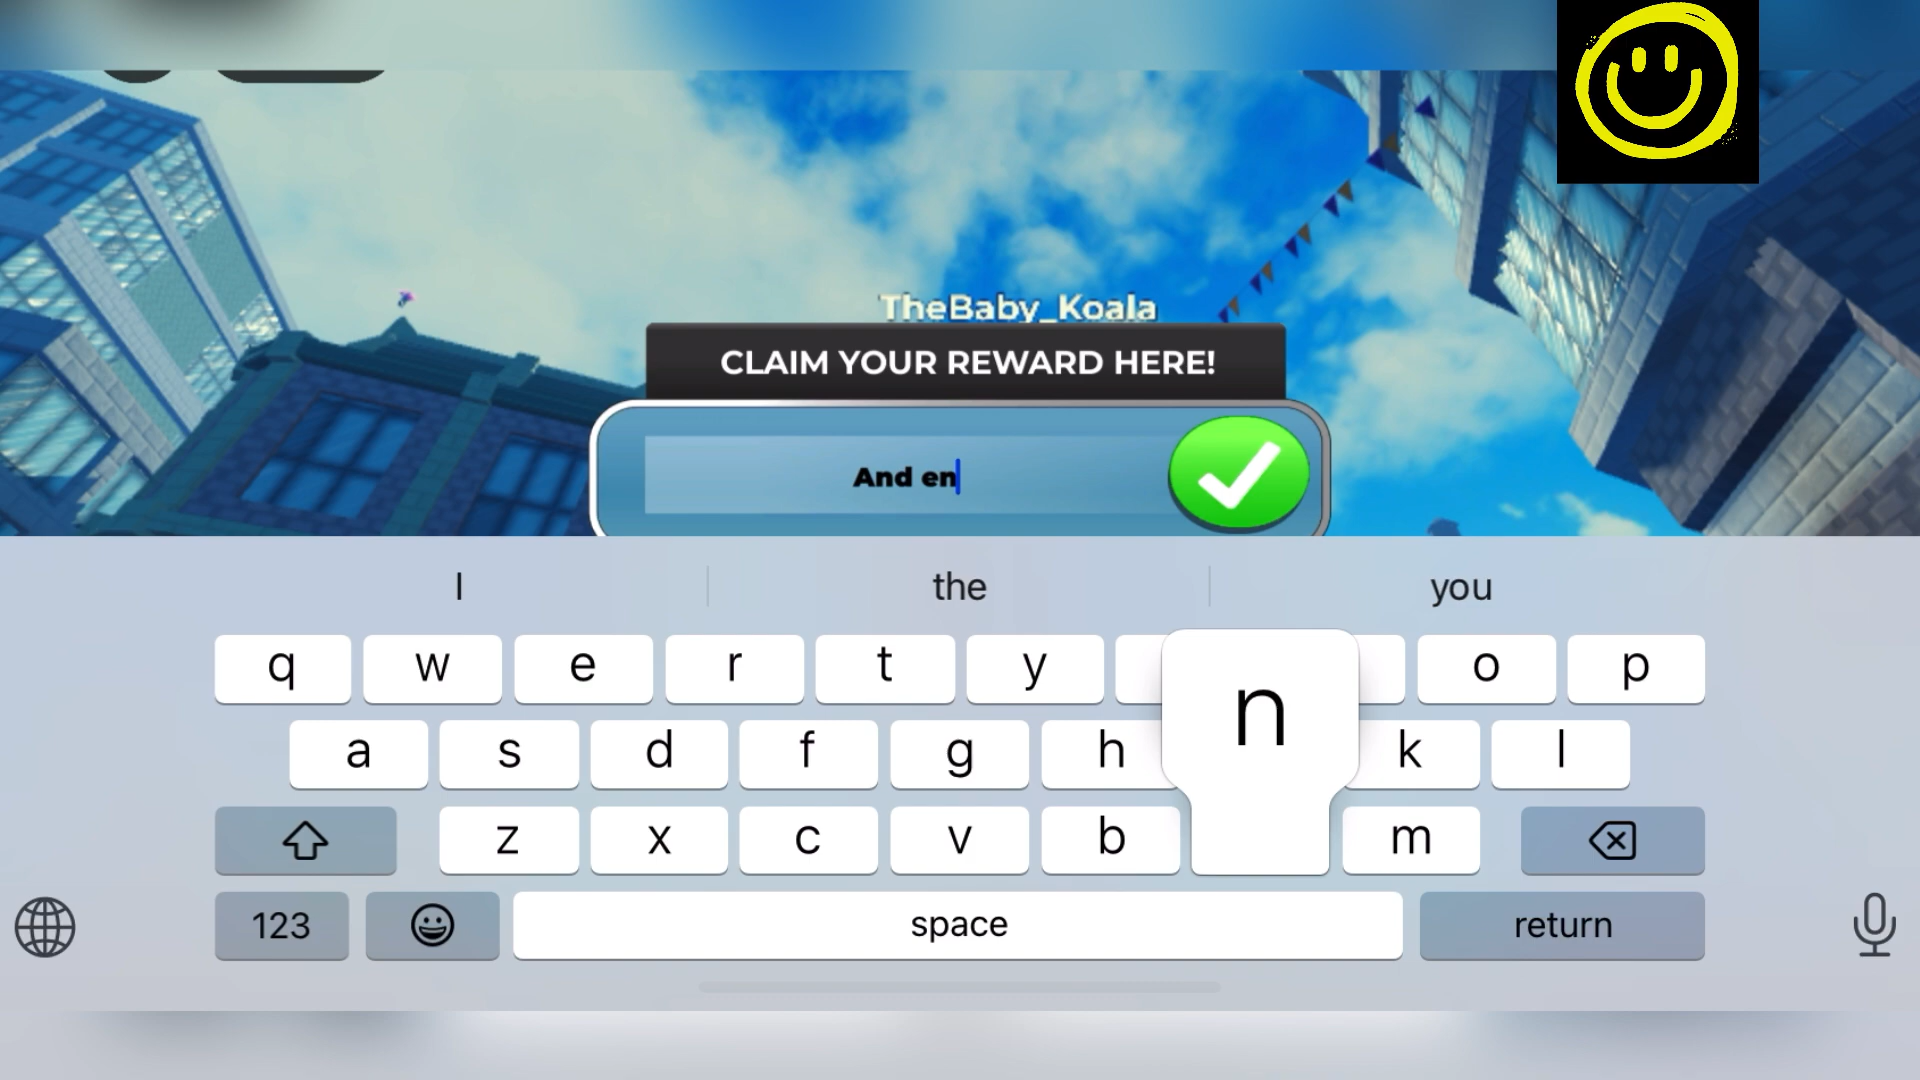 TheBaby_Koala
CLAIM YOUR REWARD HERE!
And en
I the you
q w e r t y o p
n
a s d f g h k l
z x c v b m
123 space return